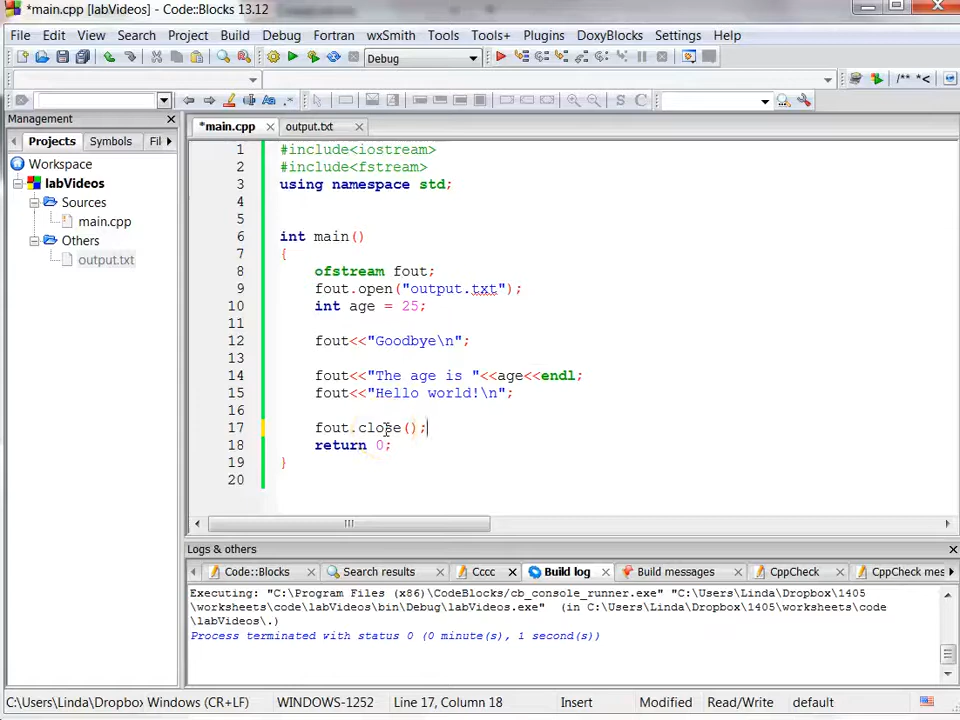 *main.cpp [labVideos] - Code::Blocks 13.12
File Edit View Search Project Build Debug Fortran wxSmith Tools Tools+ Plugins DoxyBlocks Settings Help
Debug
/** *<
S C
Management
*main.cpp output.txt
Projects Symbols Fil
Workspace
labVideos
Sources
main.cpp
Others
output.txt
1 #include<iostream>
2 #include<fstream>
3 using namespace std;
4
5
6 int main()
7 {
8 ofstream fout;
9 fout.open("output.txt");
10 int age = 25;
11
12 fout<<"Goodbye\n";
13
14 fout<<"The age is "<<age<<endl;
15 fout<<"Hello world!\n";
16
17 fout.close();
18 return 0;
19 }
20
Logs & others
Code::Blocks Search results Cccc Build log Build messages CppCheck CppCheck mes
Executing: "C:\Program Files (x86)\CodeBlocks/cb_console_runner.exe" "C:\Users\Linda\Dropbox\1405
\worksheets\code\labVideos\bin\Debug\labVideos.exe" (in C:\Users\Linda\Dropbox\1405\worksheets\code
\labVideos\.)
Process terminated with status 0 (0 minute(s), 1 second(s))
C:\Users\Linda\Dropbo Windows (CR+LF) WINDOWS-1252 Line 17, Column 18 Insert Modified Read/Write default